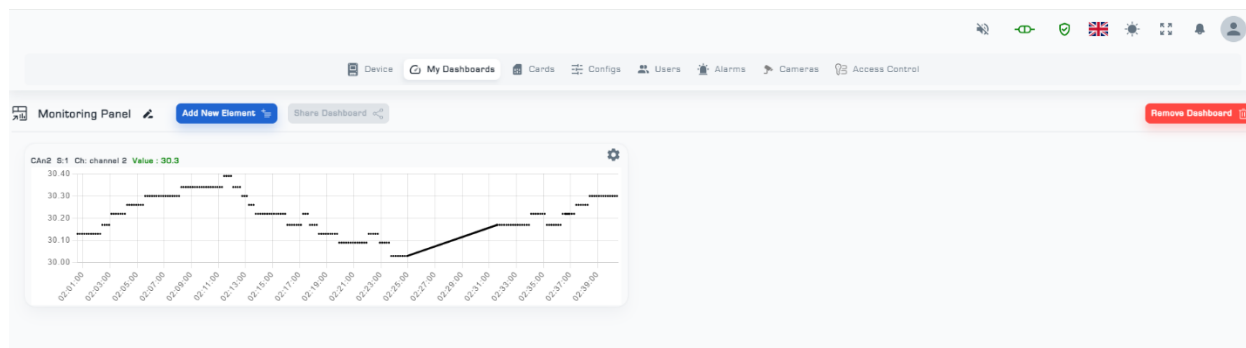 Device My Dashboards Cards Configs Users Alarms Cameras Access Control
Monitoring Panel Add New Element Share Dashboard Remove Dashboard
CAn2 S:1 Ch: channel 2 Value : 30.3
30.40
30.30
30.20
30.10
30.00
02:01:00 02:03:00 02:05:00 02:07:00 02:09:00 02:11:00 02:13:00 02:15:00 02:17:00 02:19:00 02:21:00 02:23:00 02:25:00 02:27:00 02:29:00 02:31:00 02:33:00 02:35:00 02:37:00 02:39:00